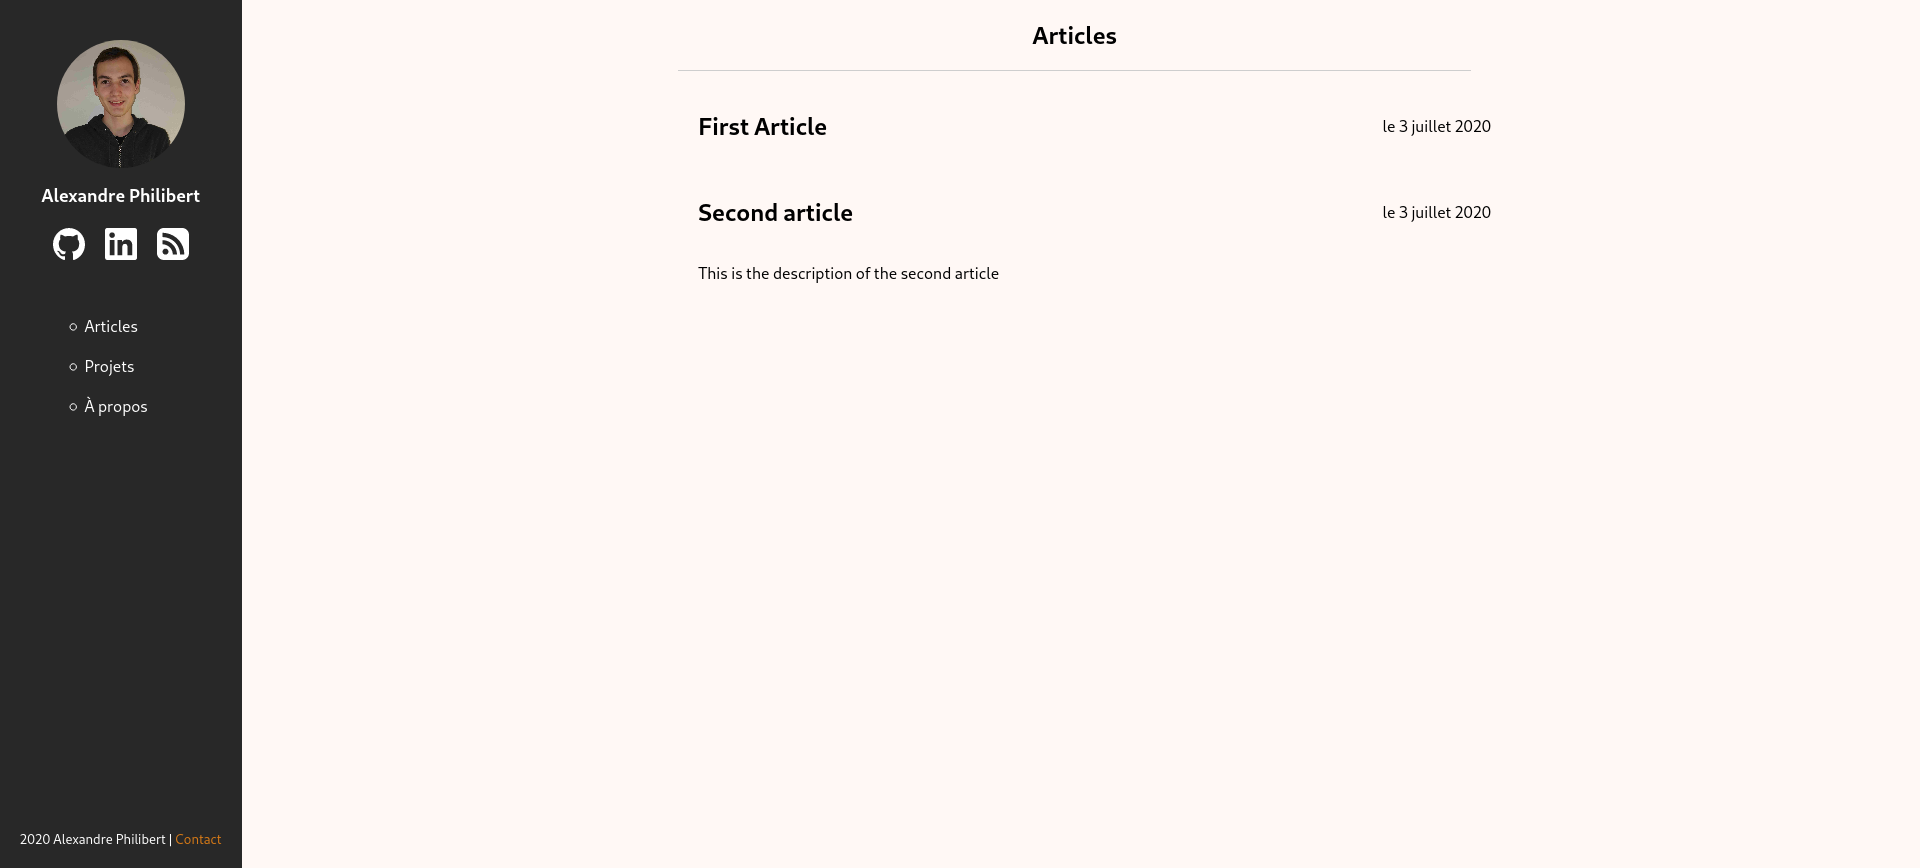 Alexandre Philibert
Articles
Projets
À propos
2020 Alexandre Philibert | Contact
Articles
First Article le 3 juillet 2020
Second article le 3 juillet 2020
This is the description of the second article